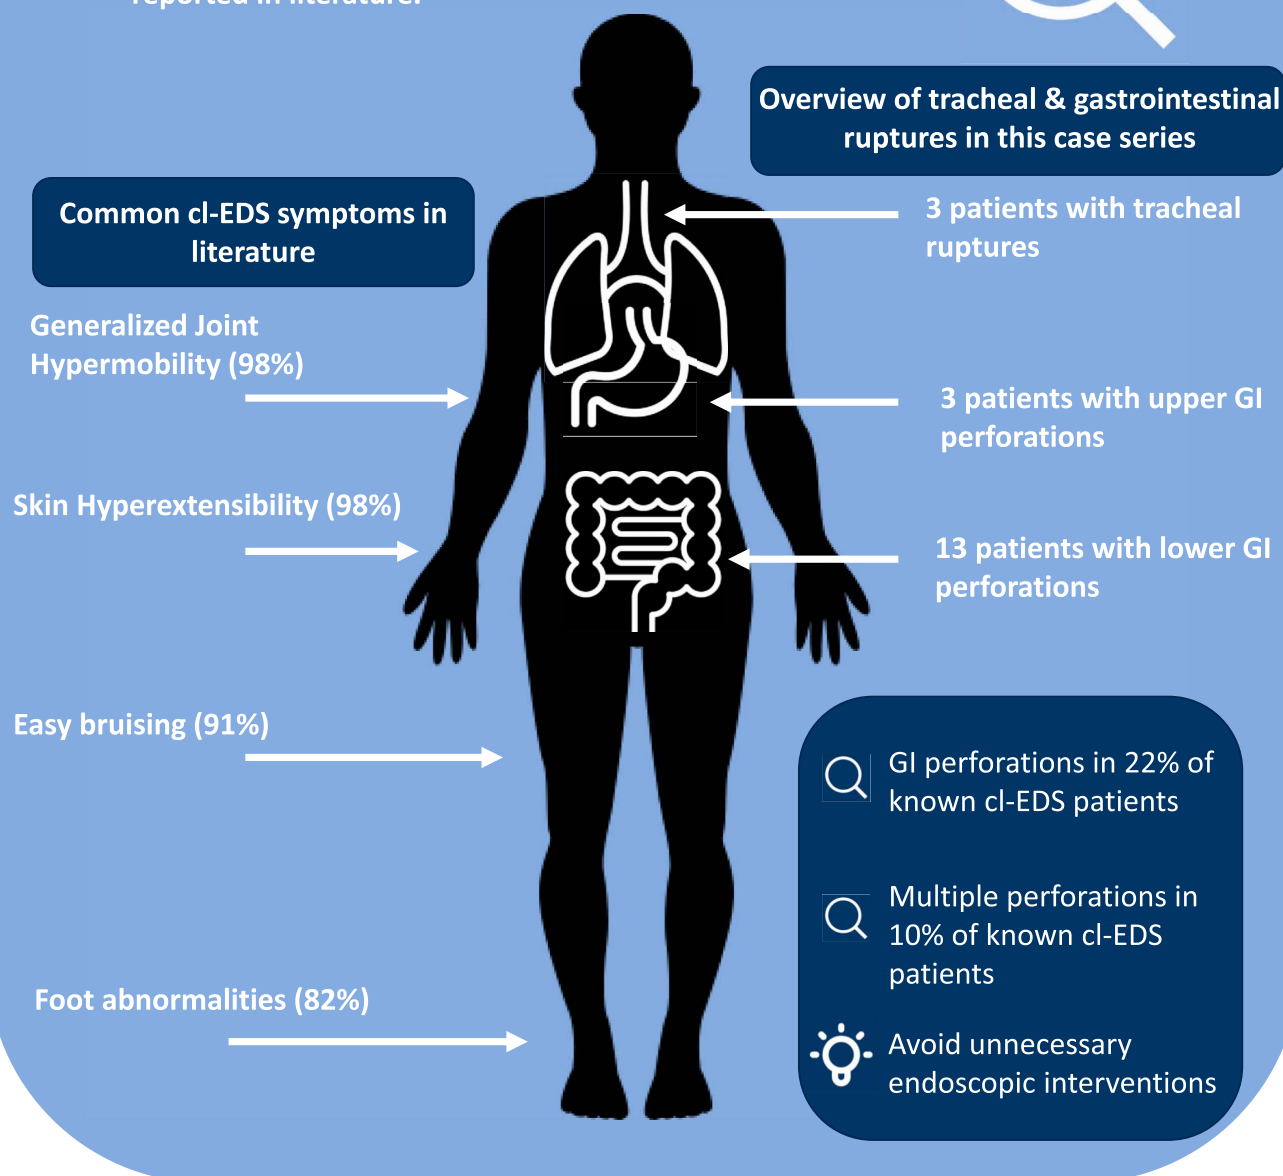 reported in literature.
Overview of tracheal & gastrointestinal
ruptures in this case series
Common cl-EDS symptoms in
literature
3 patients with tracheal
ruptures
Generalized Joint
Hypermobility (98%)
3 patients with upper GI
perforations
Skin Hyperextensibility (98%)
13 patients with lower GI
perforations
Easy bruising (91%)
GI perforations in 22% of
known cl-EDS patients
Multiple perforations in
10% of known cl-EDS
patients
Foot abnormalities (82%)
Avoid unnecessary
endoscopic interventions